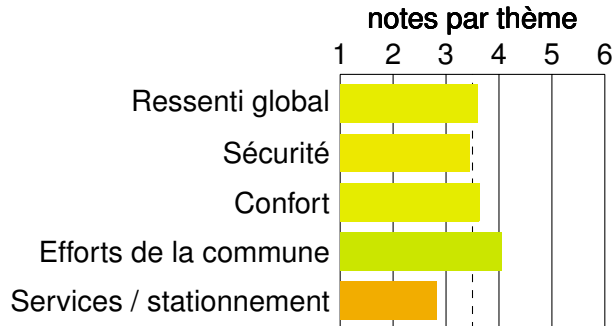 notes par thème
1 2 3 4 5 6
Ressenti global
Sécurité
Confort
Efforts de la commune
Services / stationnement